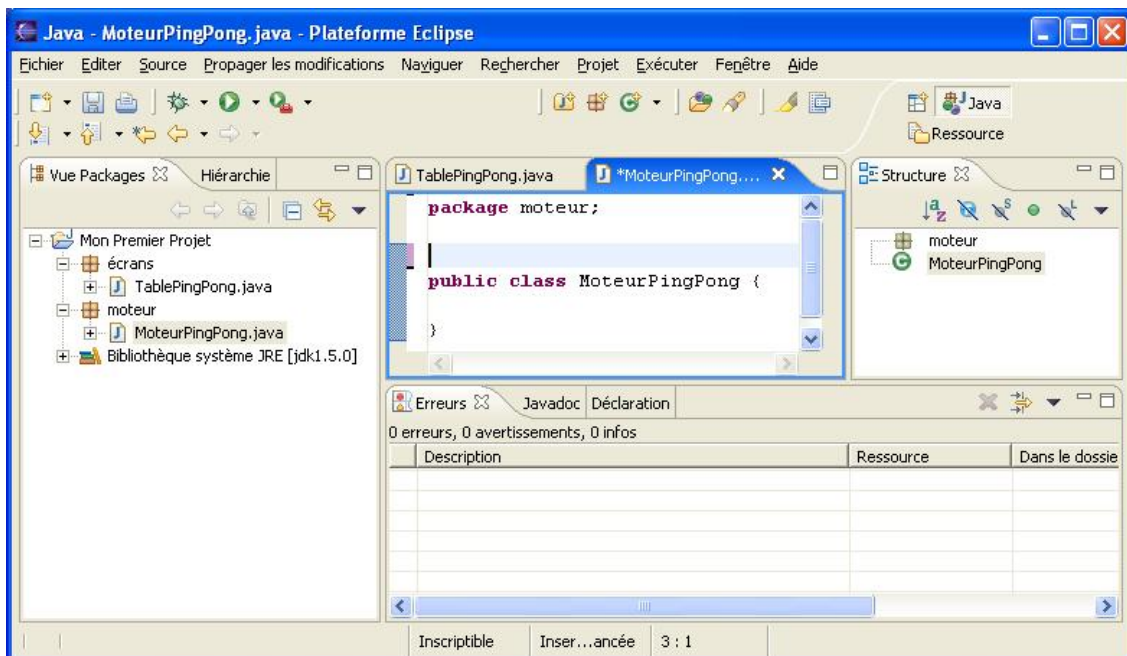 Java - MoteurPingPong.java - Plateforme Eclipse
Fichier Editer Source Propager les modifications Naviguer Rechercher Projet Exécuter Fenêtre Aide
Java
Ressource
Vue Packages Hiérarchie
Mon Premier Projet
écrans
TablePingPong.java
moteur
MoteurPingPong.java
Bibliothèque système JRE [jdk1.5.0]
TablePingPong.java *MoteurPingPong....
package moteur;
public class MoteurPingPong {
}
Structure
moteur
MoteurPingPong
Erreurs Javadoc Déclaration
0 erreurs, 0 avertissements, 0 infos
Description Ressource Dans le dossie
Inscriptible Inser...ancée 3 : 1